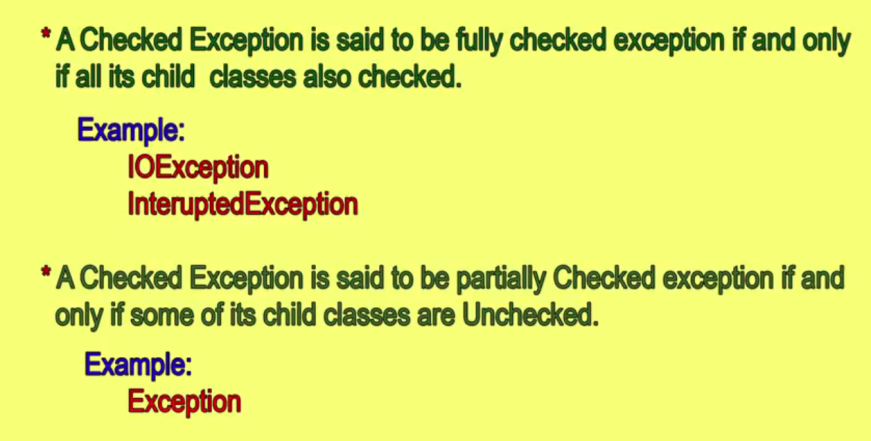 * A Checked Exception is said to be fully checked exception if and only
if all its child classes also checked.
Example:
IOException
InteruptedException
* A Checked Exception is said to be partially Checked exception if and
only if some of its child classes are Unchecked.
Example:
Exception